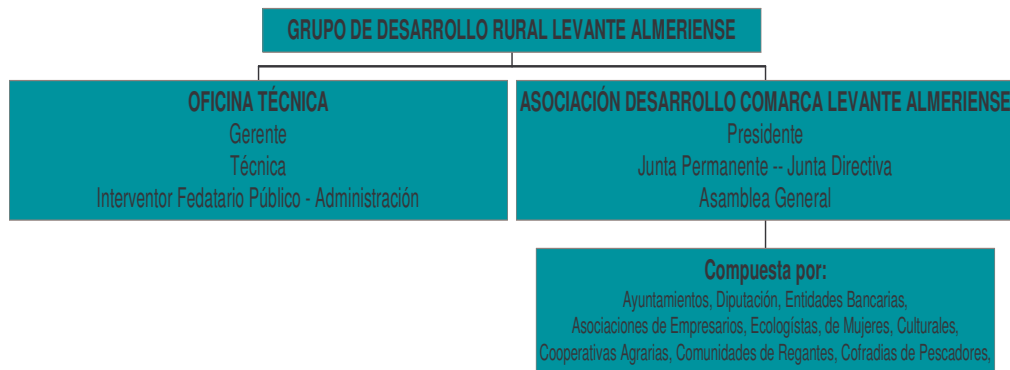 GRUPO DE DESARROLLO RURAL LEVANTE ALMERIENSE
OFICINA TÉCNICA
Gerente
Técnica
Interventor Fedatario Público - Administración
ASOCIACIÓN DESARROLLO COMARCA LEVANTE ALMERIENSE
Presidente
Junta Permanente -- Junta Directiva
Asamblea General
Compuesta por:
Ayuntamientos, Diputación, Entidades Bancarias,
Asociaciones de Empresarios, Ecologístas, de Mujeres, Culturales,
Cooperativas Agrarias, Comunidades de Regantes, Cofradias de Pescadores,